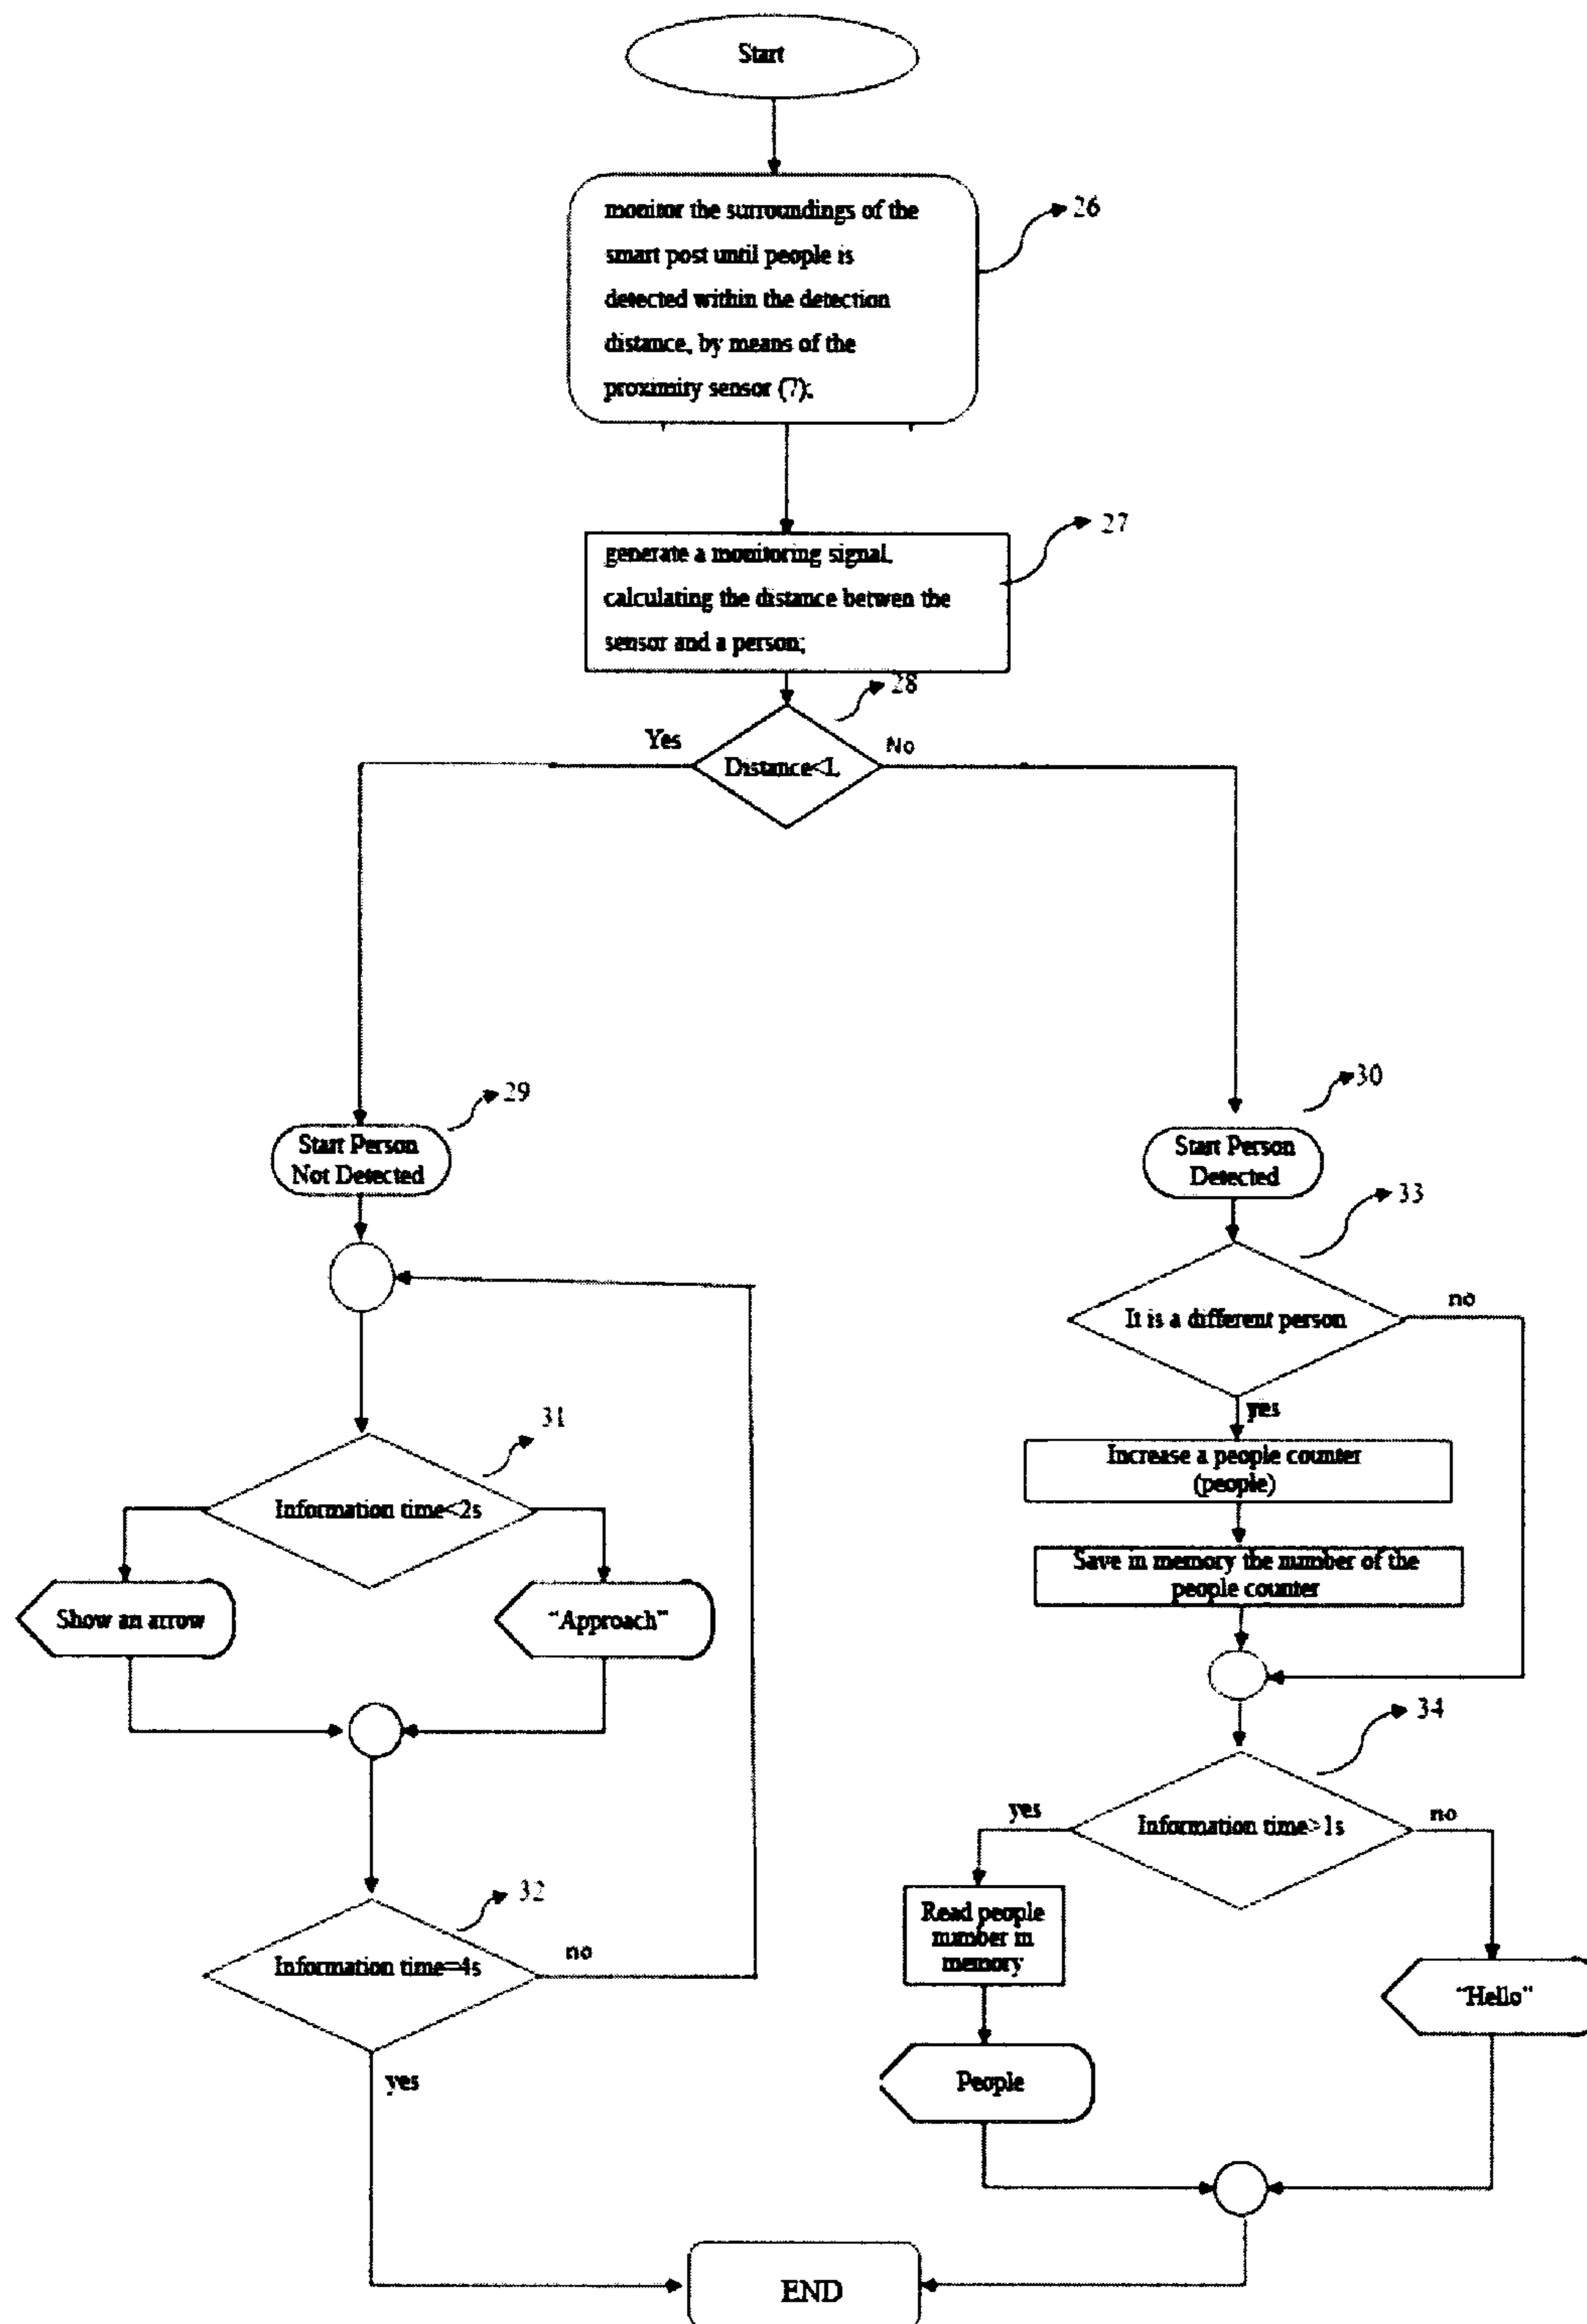 Start
monitor the surroundings of the
smart post until people is
detected within the detection
distance, by means of the
proximity sensor (7);
26
generate a monitoring signal,
calculating the distance betwen the
sensor and a person;
27
28
Yes
Distance<L
No
29
Start Person
Not Detected
30
Start Person
Detected
33
It is a different person
no
yes
Increase a people counter
(people)
Save in memory the number of the
people counter
31
Information time<2s
Show an arrow
"Approach"
32
Information time=4s
no
yes
34
Information time>1s
yes
no
Read people
number in
memory
"Hello"
People
END